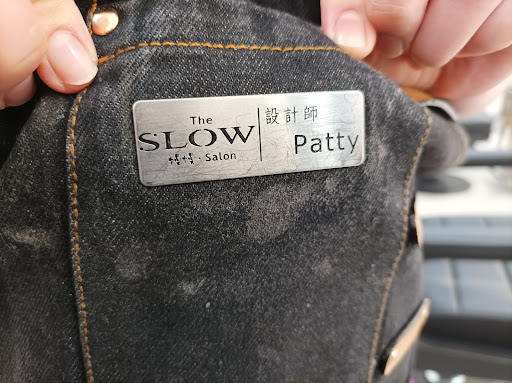 The
SLOW
· Salon
設計師
Patty